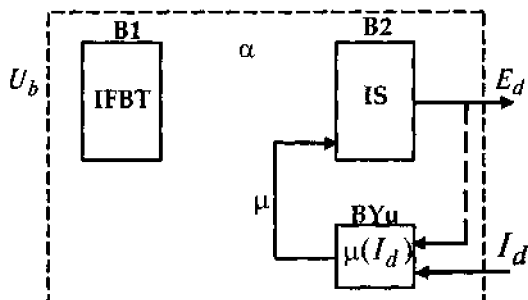 B1
B2
α
U_b
IFBT
IS
E_d
μ
BYu
μ(I_d)
I_d